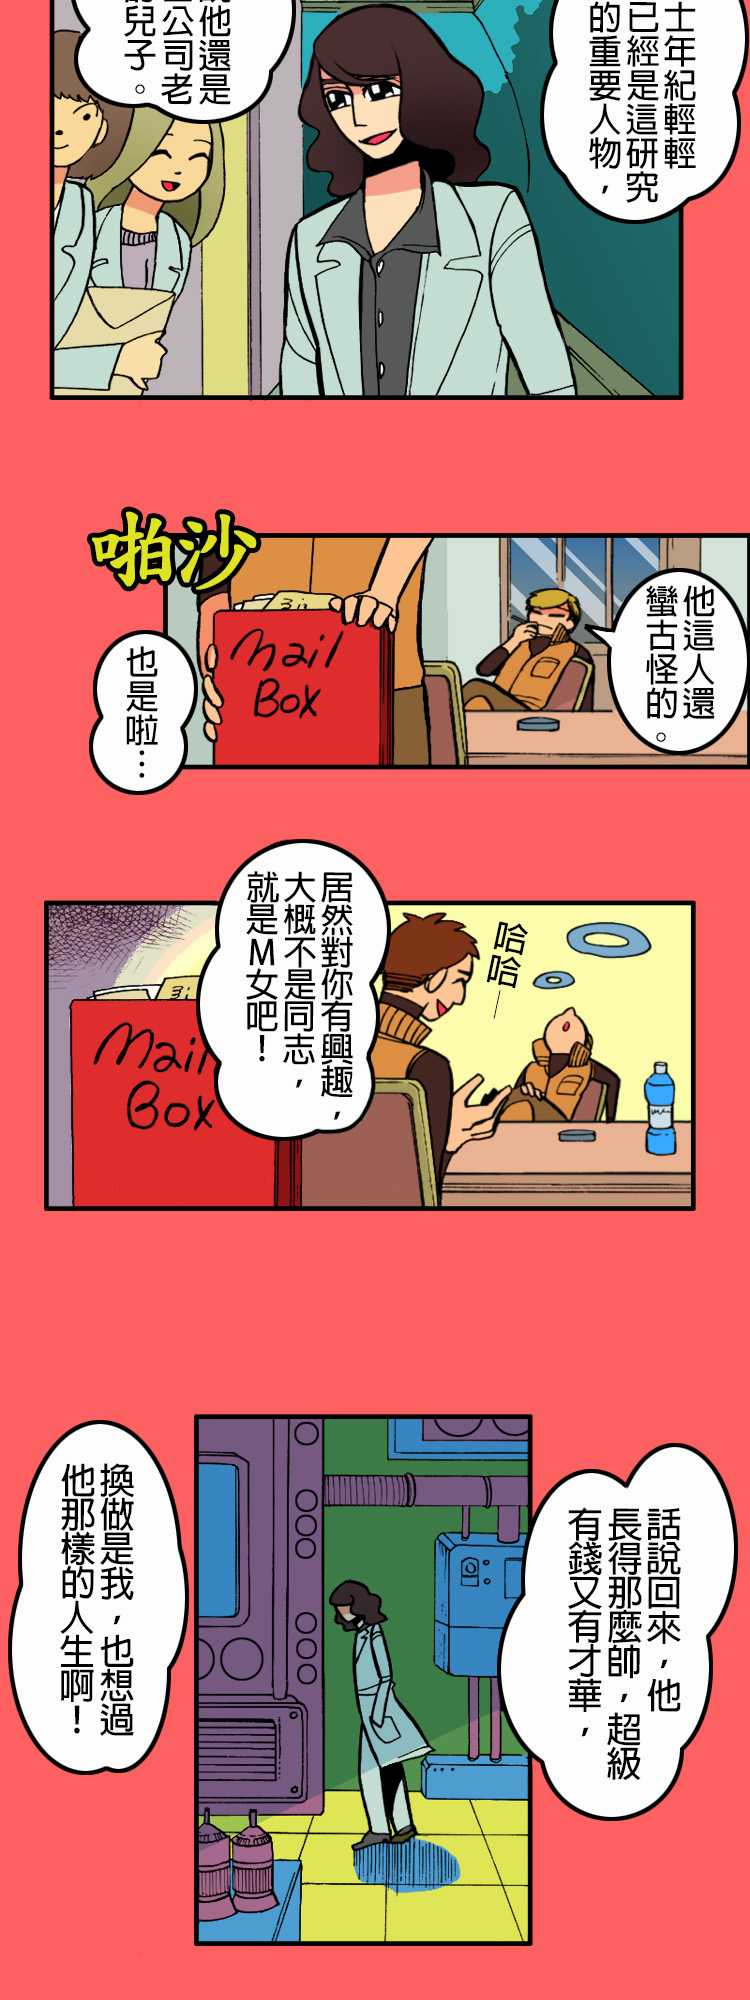 士年紀輕輕
已經是這研究
的重要人物，
說他還是
公司老
的兒子。
啪沙
他這人還
蠻古怪的。
也是啦…
Mail
Box
居然對你有興趣，
大概不是同志，
就是M女吧！
哈
哈…
Mail
Box
話說回來，他
長得那麼帥，超級
有錢又有才華，
換做是我，也想過
他那樣的人生啊！